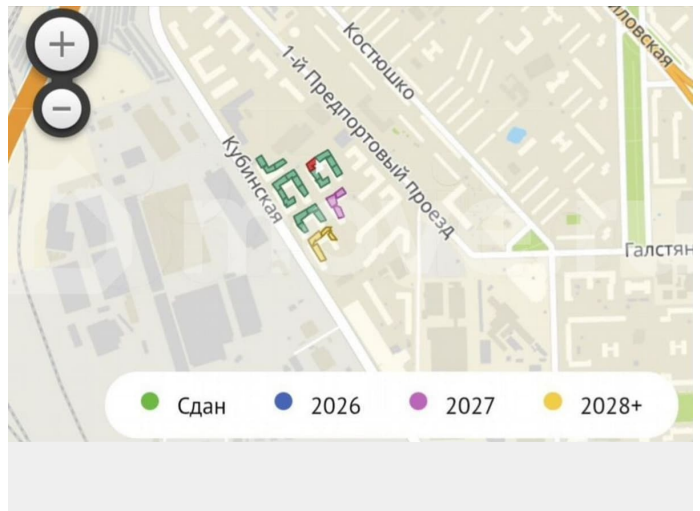 +
−
ловская
Костюшко
1-й Предпортовый проезд
Кубинская
Галстян
Сдан
2026
2027
2028+